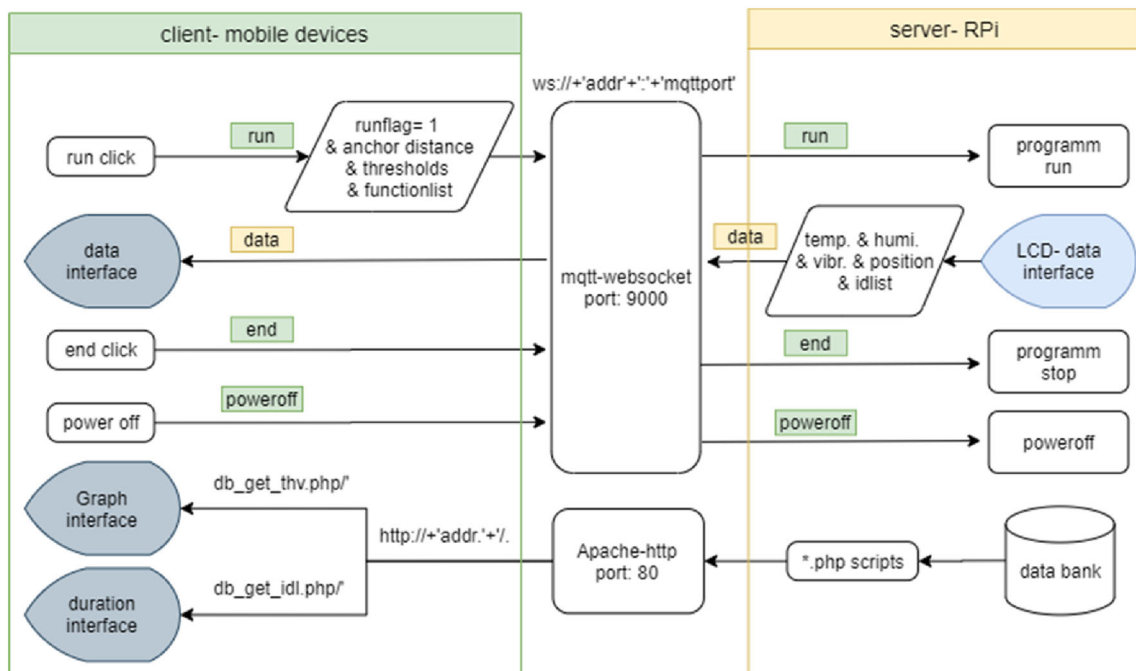 client- mobile devices
server- RPi
ws://+'addr'+':'+'mqttport'
run click
run
runflag= 1
& anchor distance
& thresholds
& functionlist
run
programm
run
data
interface
data
mqtt-websocket
port: 9000
data
temp. & humi.
& vibr. & position
& idlist
LCD- data
interface
end click
end
end
programm
stop
power off
poweroff
poweroff
poweroff
Graph
interface
db_get_thv.php/'
http://+'addr.'+'/.
Apache-http
port: 80
*.php scripts
data bank
duration
interface
db_get_idl.php/'